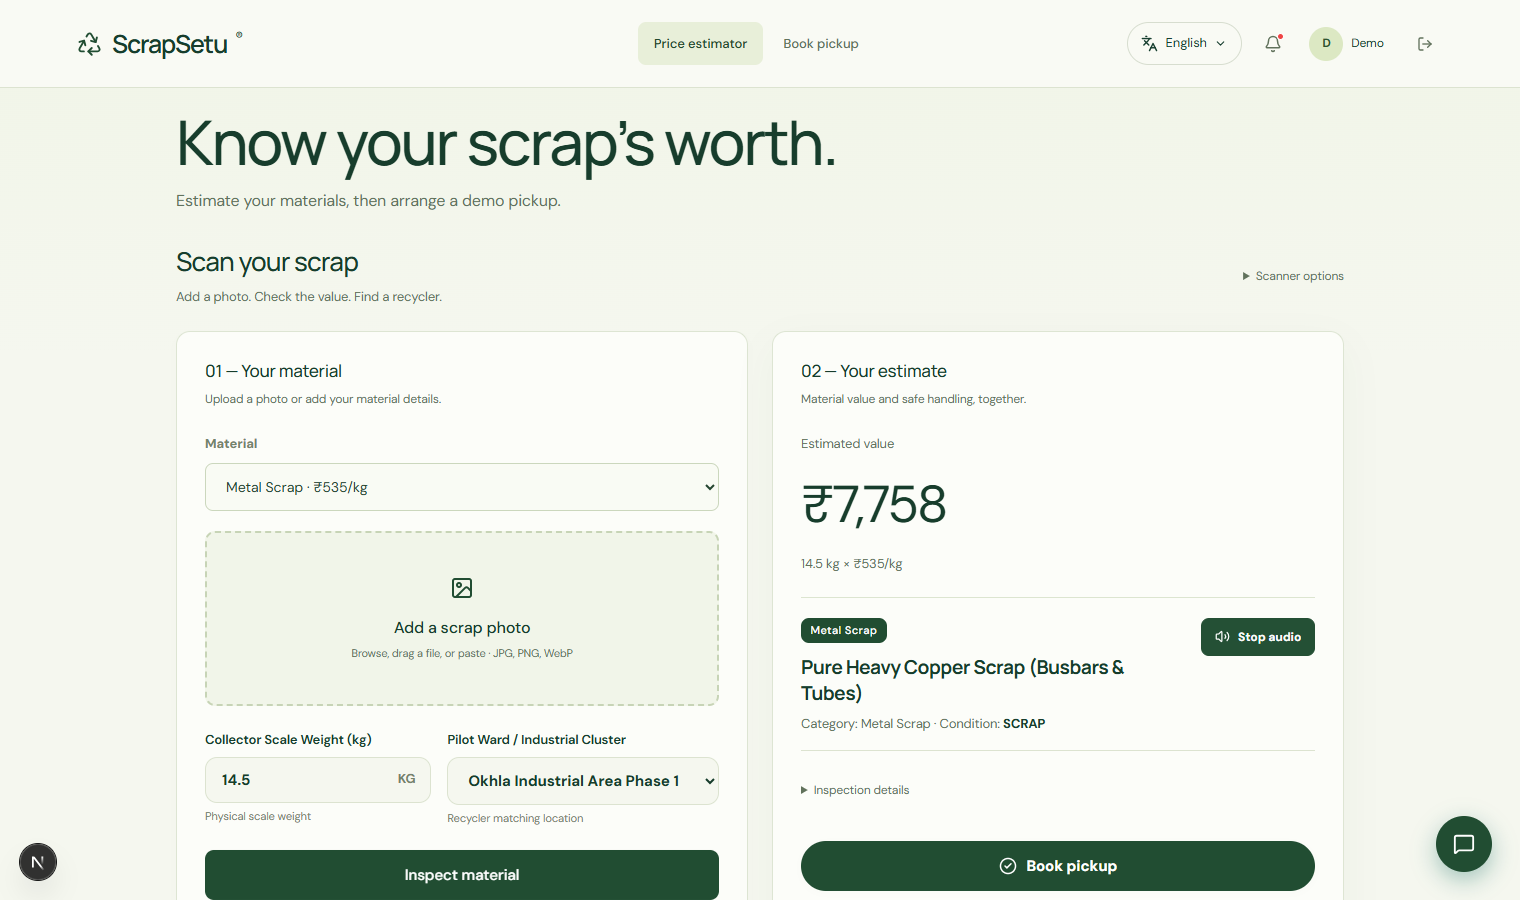 ScrapSetu ®
Price estimator
Book pickup
English
D
Demo
Know your scrap’s worth.
Estimate your materials, then arrange a demo pickup.
Scan your scrap
Add a photo. Check the value. Find a recycler.
Scanner options
01 — Your material
Upload a photo or add your material details.
Material
Metal Scrap · ₹535/kg
Add a scrap photo
Browse, drag a file, or paste · JPG, PNG, WebP
Collector Scale Weight (kg)
14.5 KG
Physical scale weight
Pilot Ward / Industrial Cluster
Okhla Industrial Area Phase 1
Recycler matching location
Inspect material
02 — Your estimate
Material value and safe handling, together.
Estimated value
₹7,758
14.5 kg × ₹535/kg
Metal Scrap
Stop audio
Pure Heavy Copper Scrap (Busbars &
Tubes)
Category: Metal Scrap · Condition: SCRAP
Inspection details
Book pickup
N